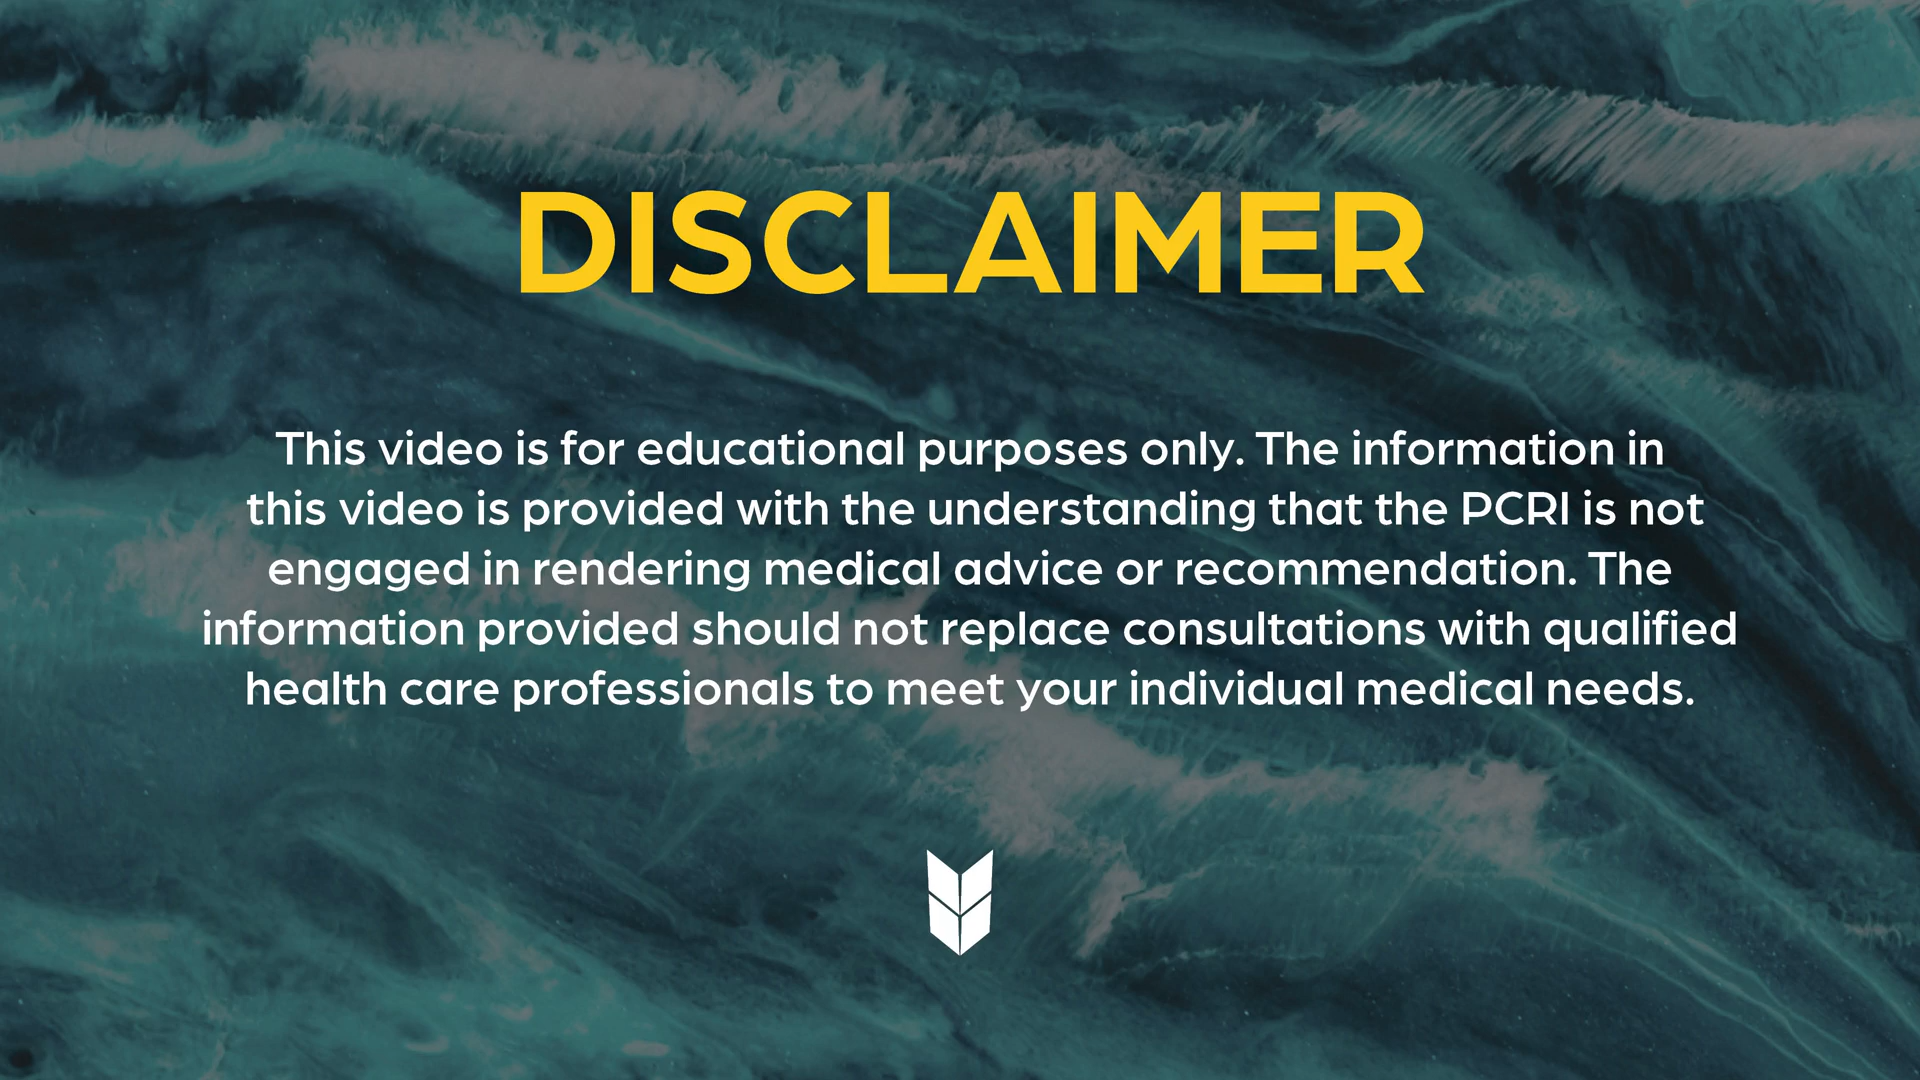 DISCLAIMER
This video is for educational purposes only. The information in
this video is provided with the understanding that the PCRI is not
engaged in rendering medical advice or recommendation. The
information provided should not replace consultations with qualified
health care professionals to meet your individual medical needs.